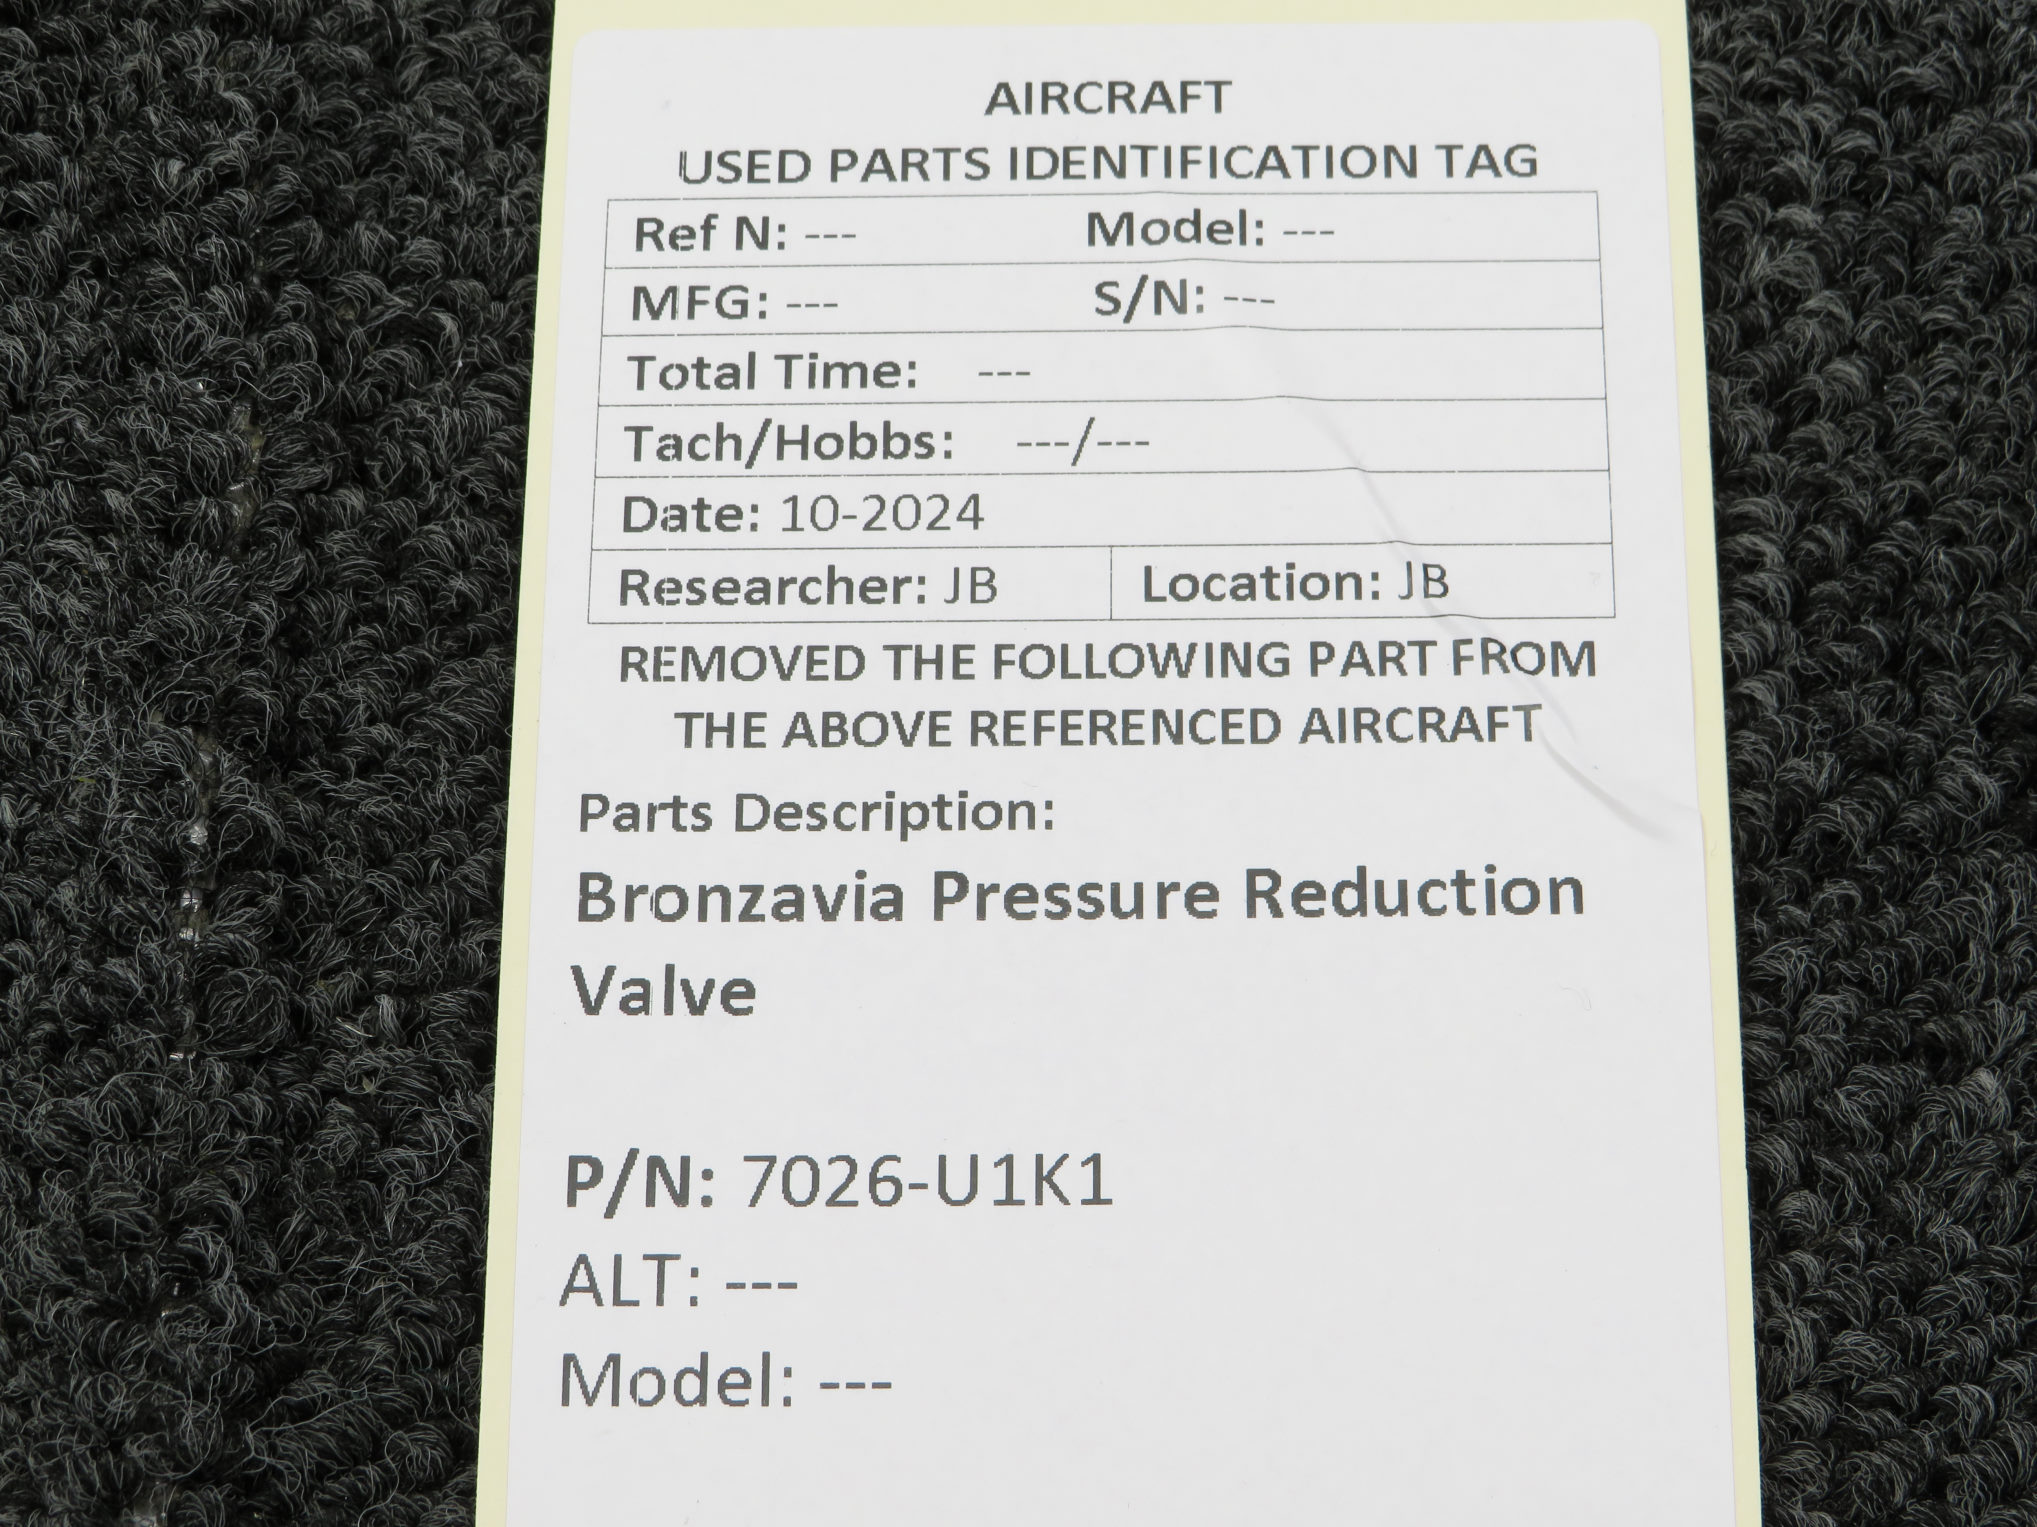 AIRCRAFT
USED PARTS IDENTIFICATION TAG
Ref N: --- Model: ---
MFG: --- S/N: ---
Total Time: ---
Tach/Hobbs: ---/---
Date: 10-2024
Researcher: JB Location: JB
REMOVED THE FOLLOWING PART FROM
THE ABOVE REFERENCED AIRCRAFT
Parts Description:
Bronzavia Pressure Reduction
Valve
P/N: 7026-U1K1
ALT: ---
Model: ---